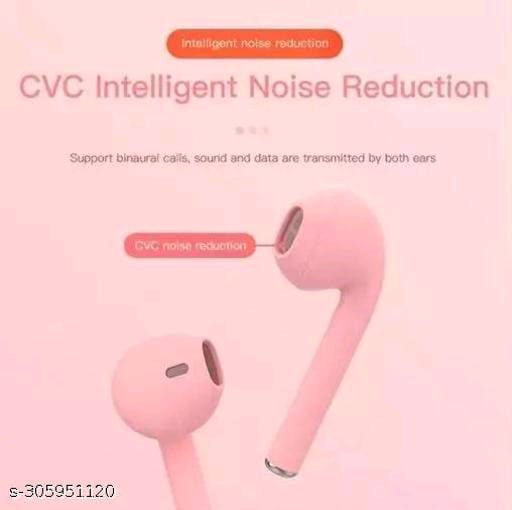 Intelligent noise reduction
CVC Intelligent Noise Reduction
Support binaural calls, sound and data are transmitted by both ears
CVC noise reduction
s-305951120